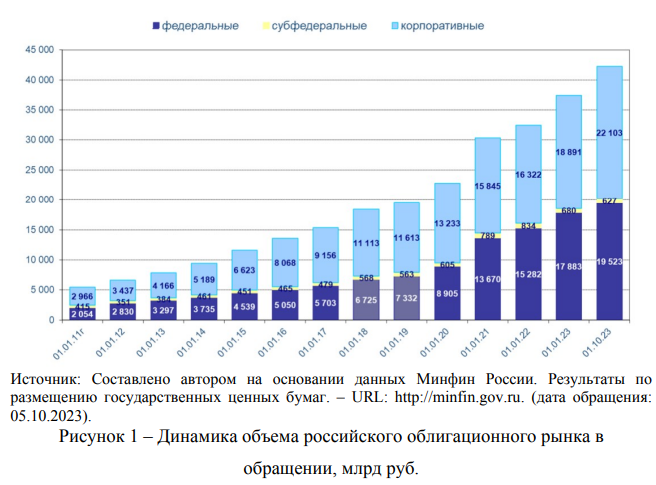 федеральные субфедеральные корпоративные
45 000
40 000
35 000
30 000
25 000
20 000
15 000
10 000
5 000
0
2 966 3 437 4 166 5 189 6 623 8 068 9 156 11 113 11 613 13 233 15 845 16 322 18 891 22 103
415 351 384 461 451 465 479 568 563 605 789 834 680 627
2 054 2 830 3 297 3 735 4 539 5 050 5 703 6 725 7 332 8 905 13 670 15 282 17 883 19 523
01.01.11г 01.01.12 01.01.13 01.01.14 01.01.15 01.01.16 01.01.17 01.01.18 01.01.19 01.01.20 01.01.21 01.01.22 01.01.23 01.10.23
Источник: Составлено автором на основании данных Минфин России. Результаты по
размещению государственных ценных бумаг. – URL: http://minfin.gov.ru. (дата обращения:
05.10.2023).
Рисунок 1 – Динамика объема российского облигационного рынка в
обращении, млрд руб.